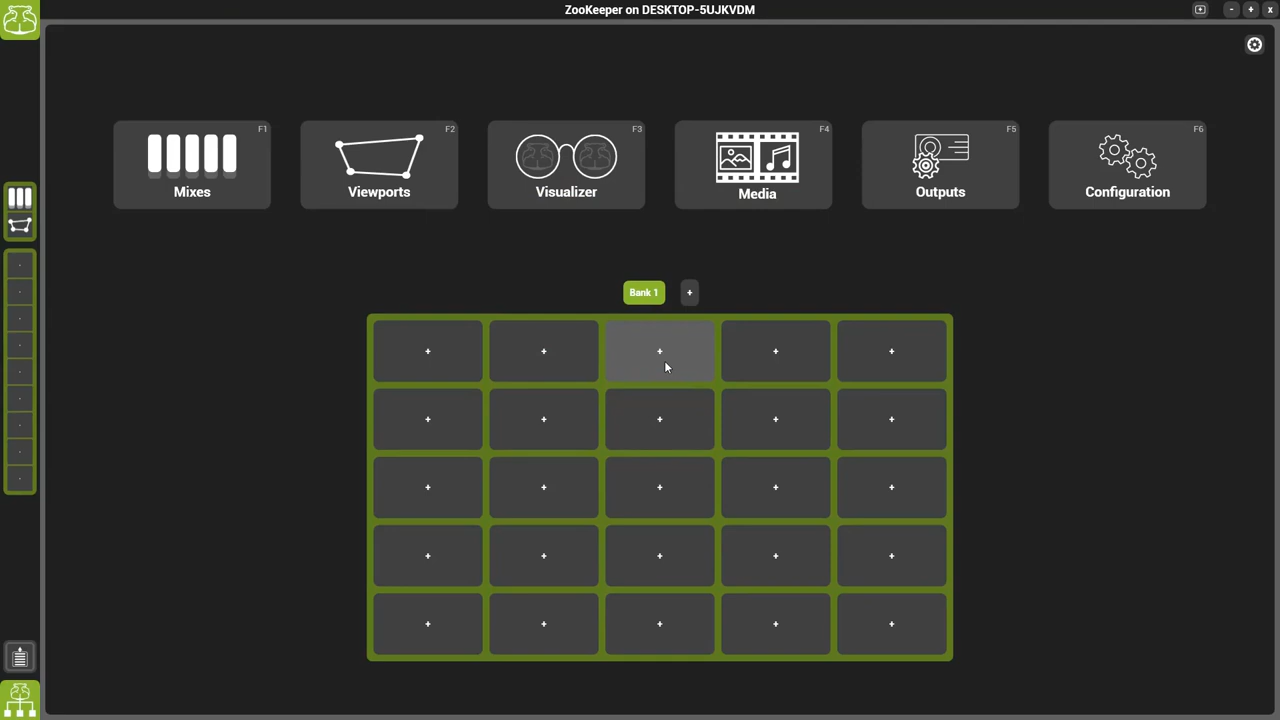 ZooKeeper on DESKTOP-5UJKVDM
- + x
F1 F2 F3 F4 F5 F6
Mixes Viewports Visualizer Media Outputs Configuration
Bank 1 +
+ + + + +
+ + + + +
+ + + + +
+ + + + +
+ + + + +